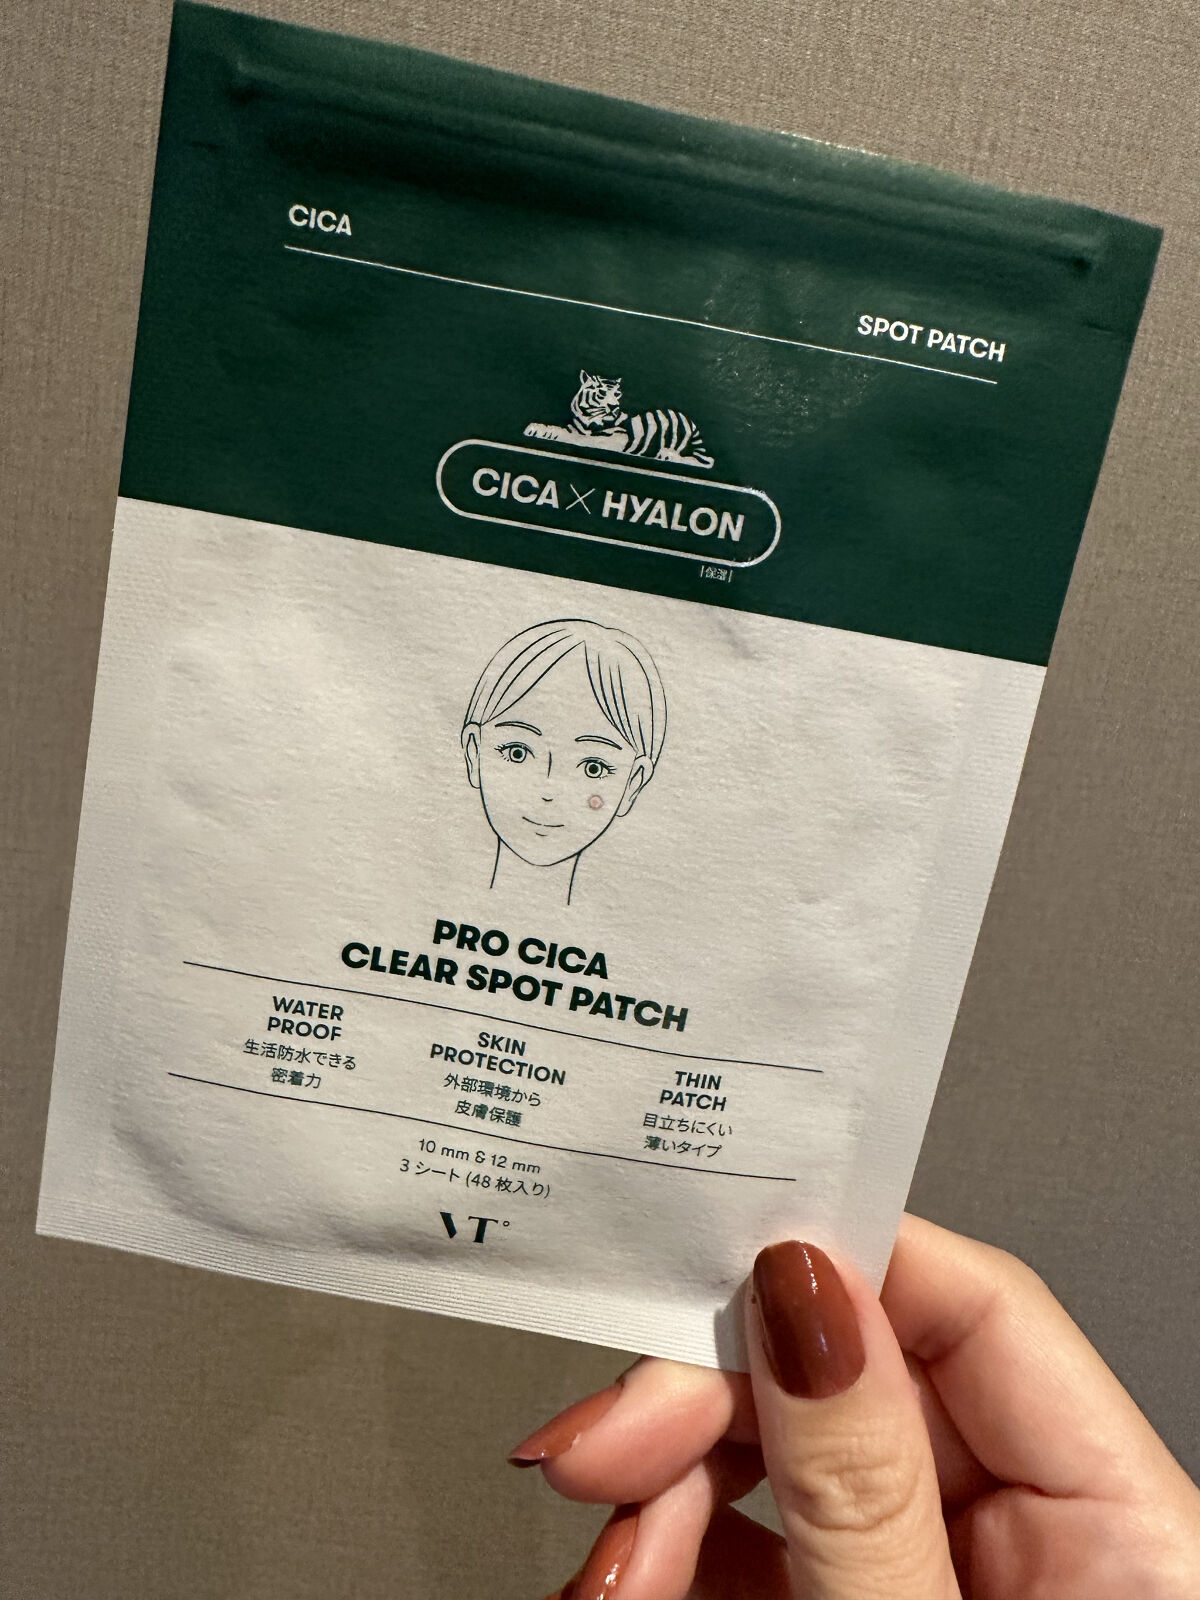 CICA
SPOT PATCH
CICA × HYALON
|保湿|
PRO CICA
CLEAR SPOT PATCH
WATER
PROOF
生活防水できる
密着力
SKIN
PROTECTION
外部環境から
皮膚保護
THIN
PATCH
目立ちにくい
薄いタイプ
10 mm & 12 mm
3 シート (48 枚入り)
VT°